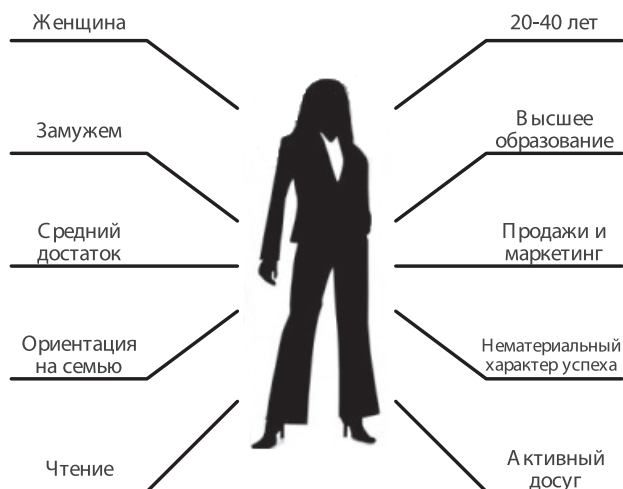 Женщина
20-40 лет
Замужем
Высшее
образование
Средний
достаток
Продажи и
маркетинг
Ориентация
на семью
Нематериальный
характер успеха
Чтение
Активный
досуг